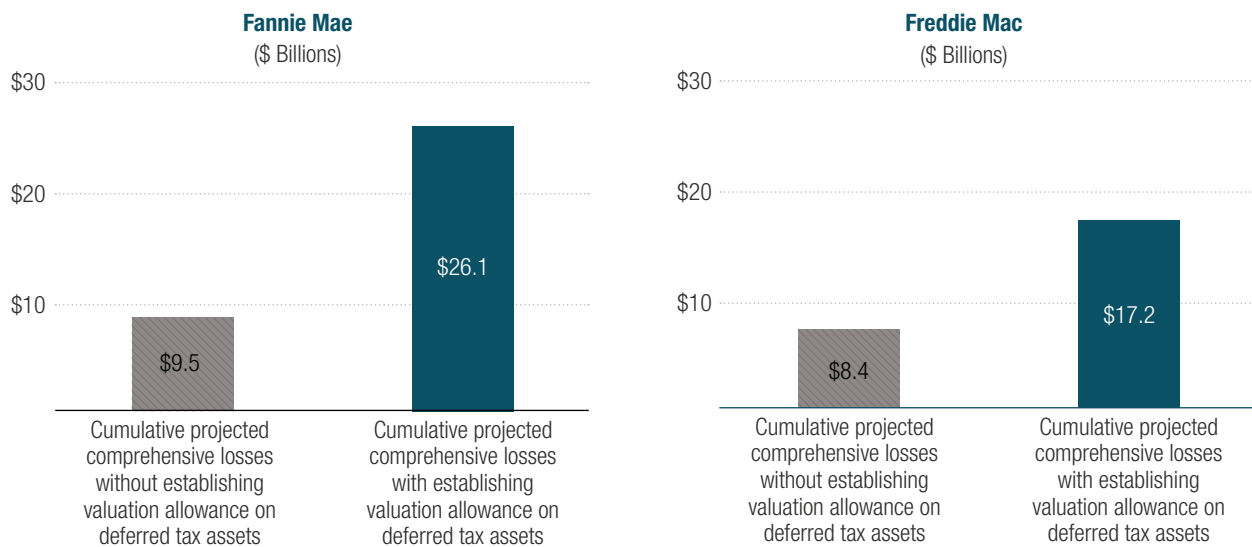 Fannie Mae
($ Billions)
$30
$20
$10
$9.5
$26.1
Cumulative projected
comprehensive losses
without establishing
valuation allowance on
deferred tax assets
Cumulative projected
comprehensive losses
with establishing
valuation allowance on
deferred tax assets
Freddie Mac
($ Billions)
$30
$20
$10
$8.4
$17.2
Cumulative projected
comprehensive losses
without establishing
valuation allowance on
deferred tax assets
Cumulative projected
comprehensive losses
with establishing
valuation allowance on
deferred tax assets